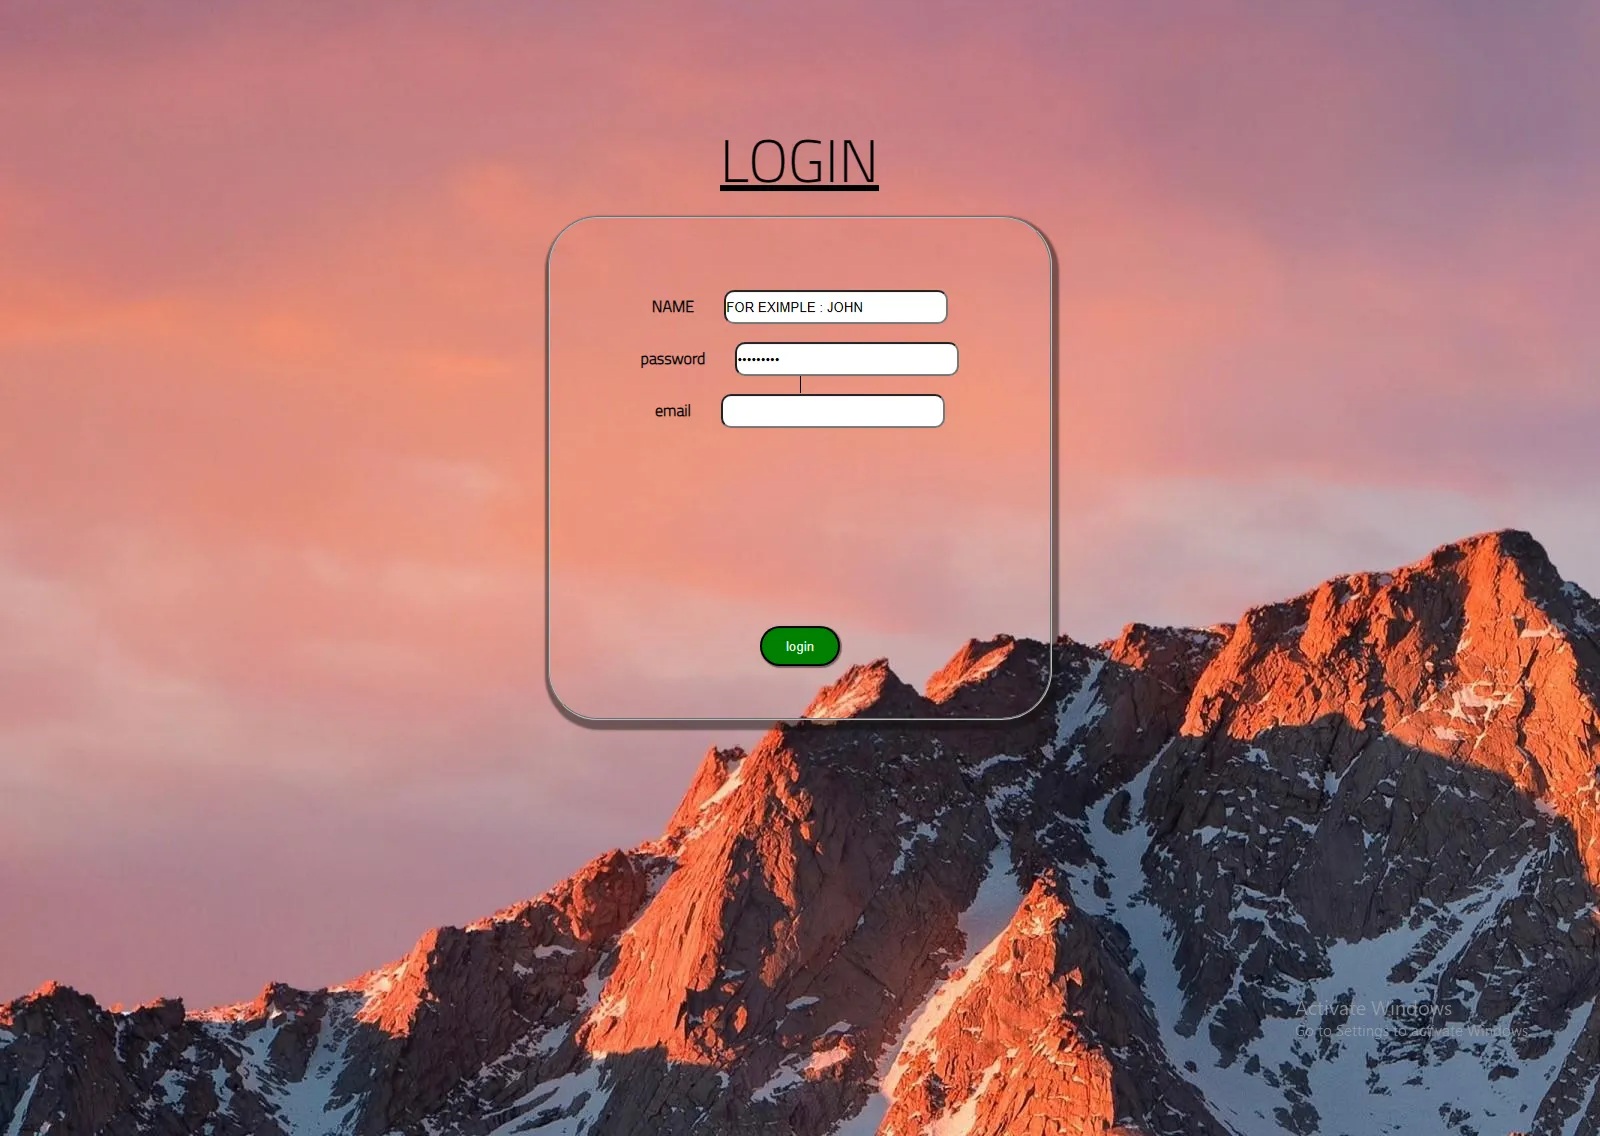 LOGIN
NAME FOR EXIMPLE : JOHN
password •••••••••
email
login
Activate Windows
Go to Settings to activate Windows.